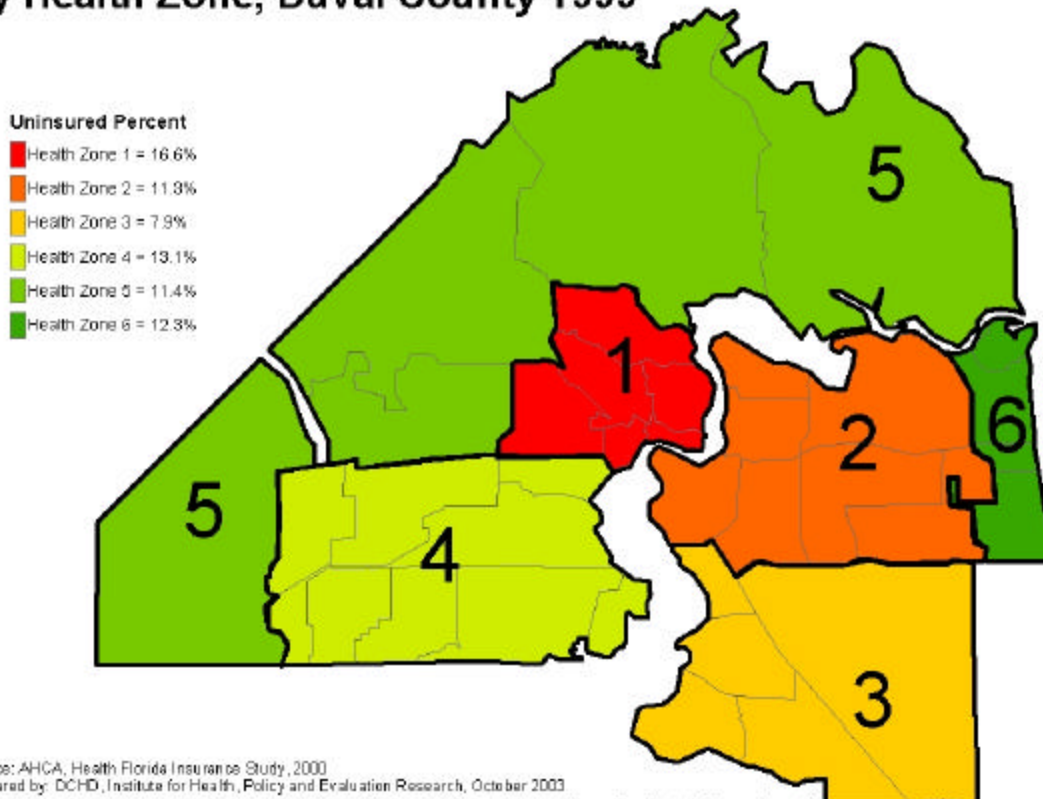 y Health Zone, Duval County 1999
Uninsured Percent
Health Zone 1 = 16.6%
Health Zone 2 = 11.3%
Health Zone 3 = 7.9%
Health Zone 4 = 13.1%
Health Zone 5 = 11.4%
Health Zone 6 = 12.3%
5
1
2
6
5
4
3
ce: AHCA, Health Florida Insurance Study, 2000
ared by: DCHD, Institute for Health, Policy and Evaluation Research, October 2003